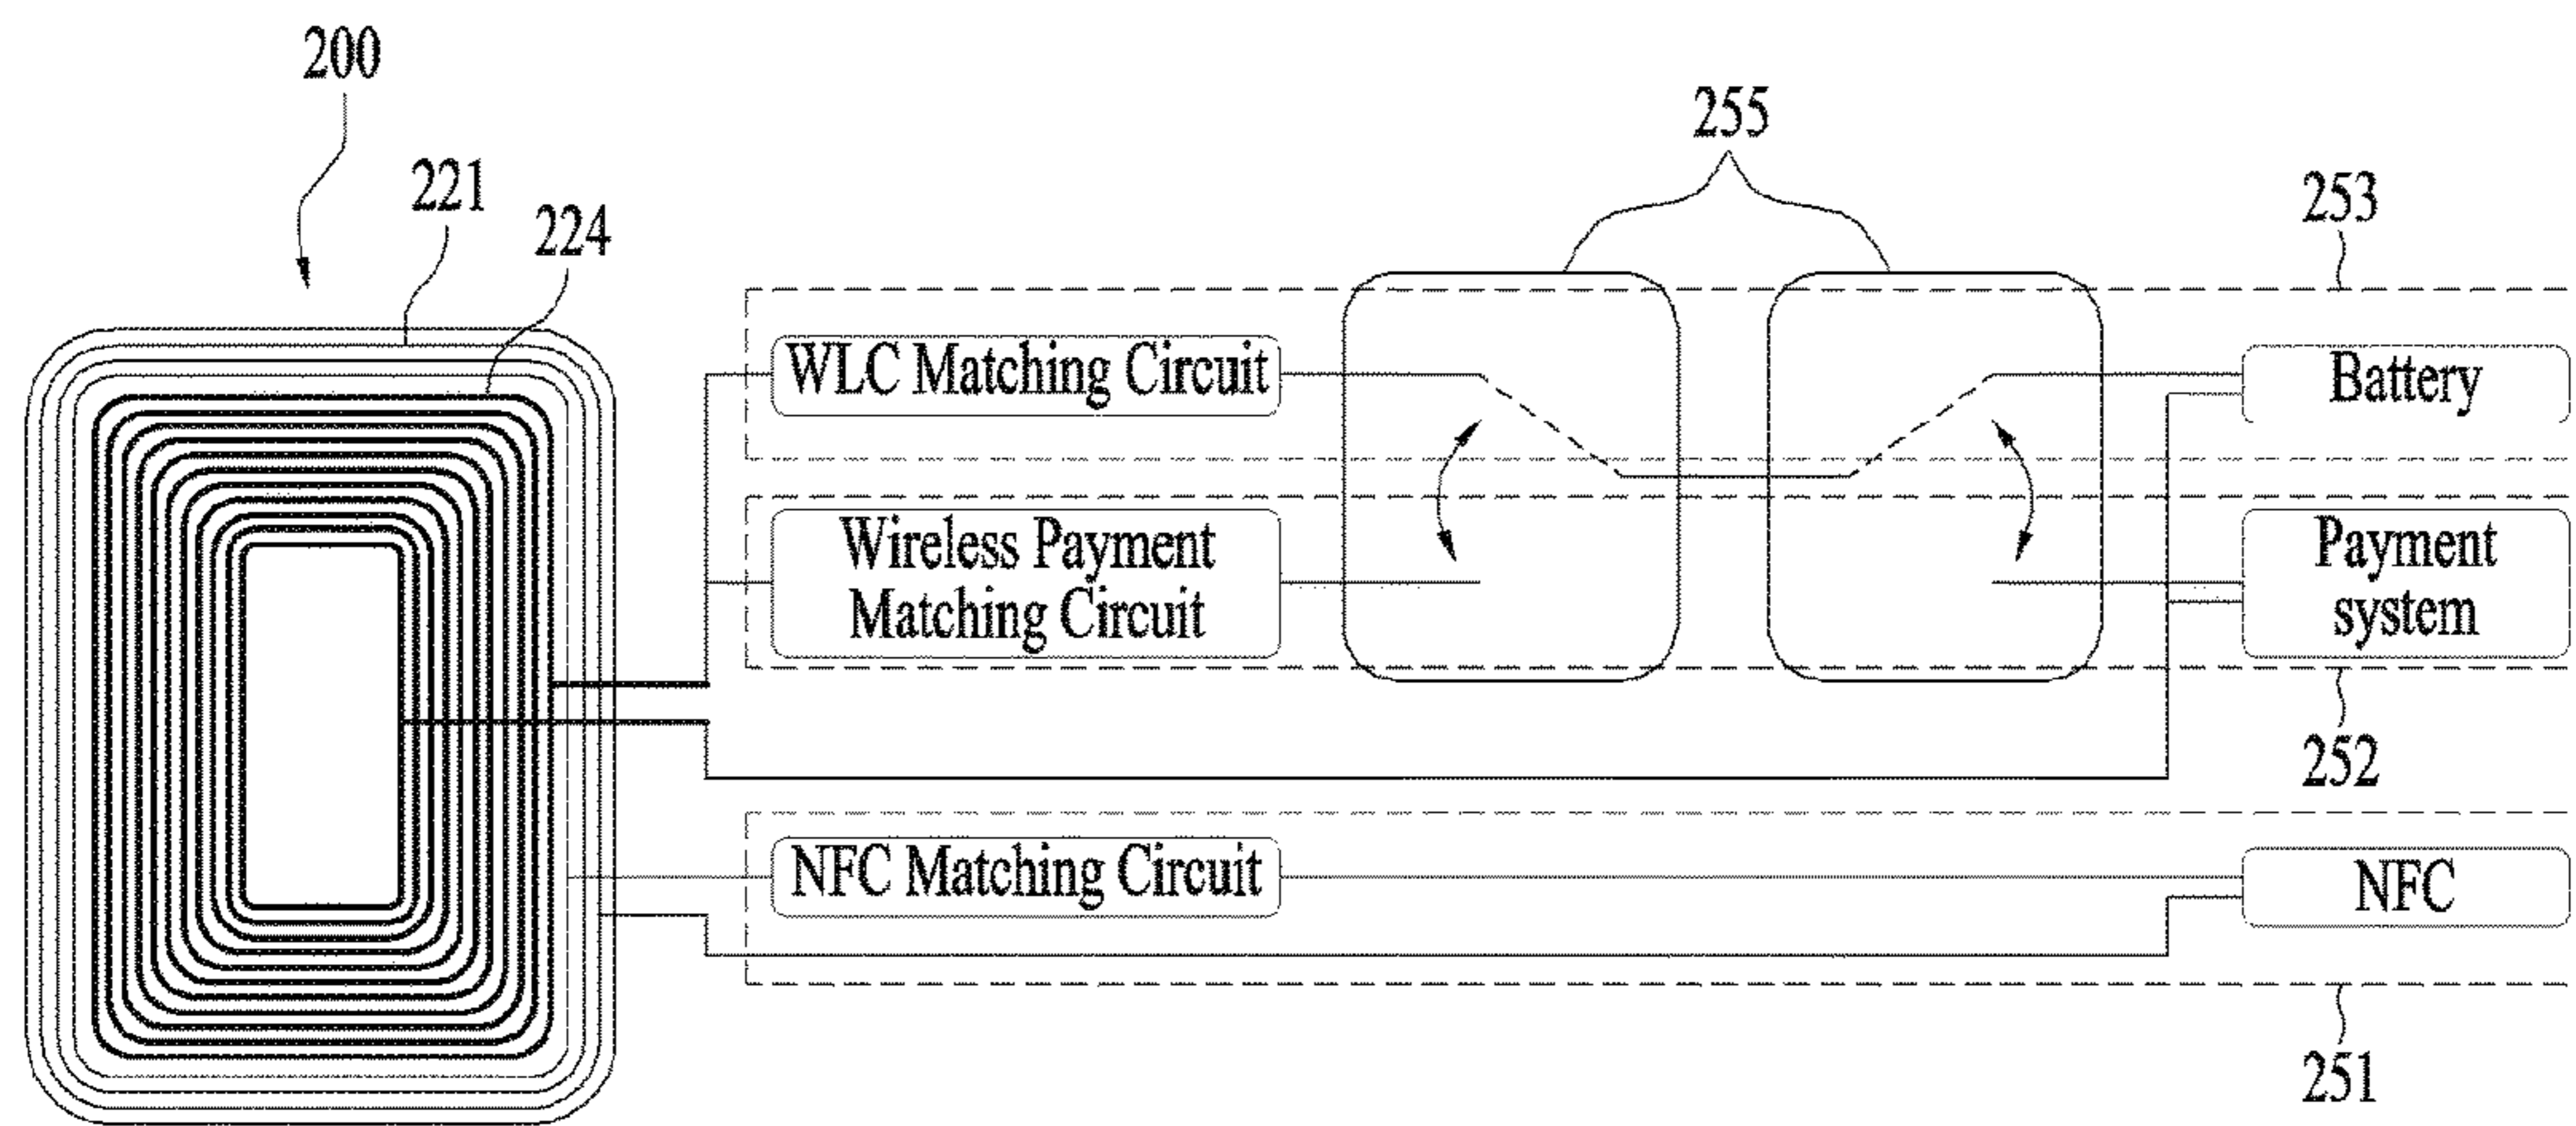 200
221
224
255
253
WLC Matching Circuit
Battery
Wireless Payment
Matching Circuit
Payment
system
252
NFC Matching Circuit
NFC
251